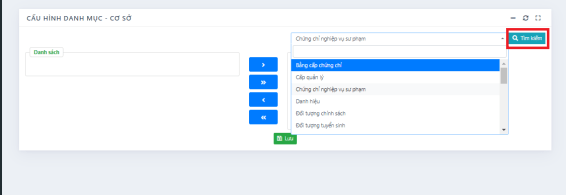 CẤU HÌNH DANH MỤC - CƠ SỞ
Chứng chỉ nghiệp vụ sư phạm
Tìm kiếm
Danh sách
Bằng cấp chứng chỉ
Cấp quản lý
Chứng chỉ nghiệp vụ sư phạm
Danh hiệu
Đối tượng chính sách
Đối tượng tuyển sinh
Lưu